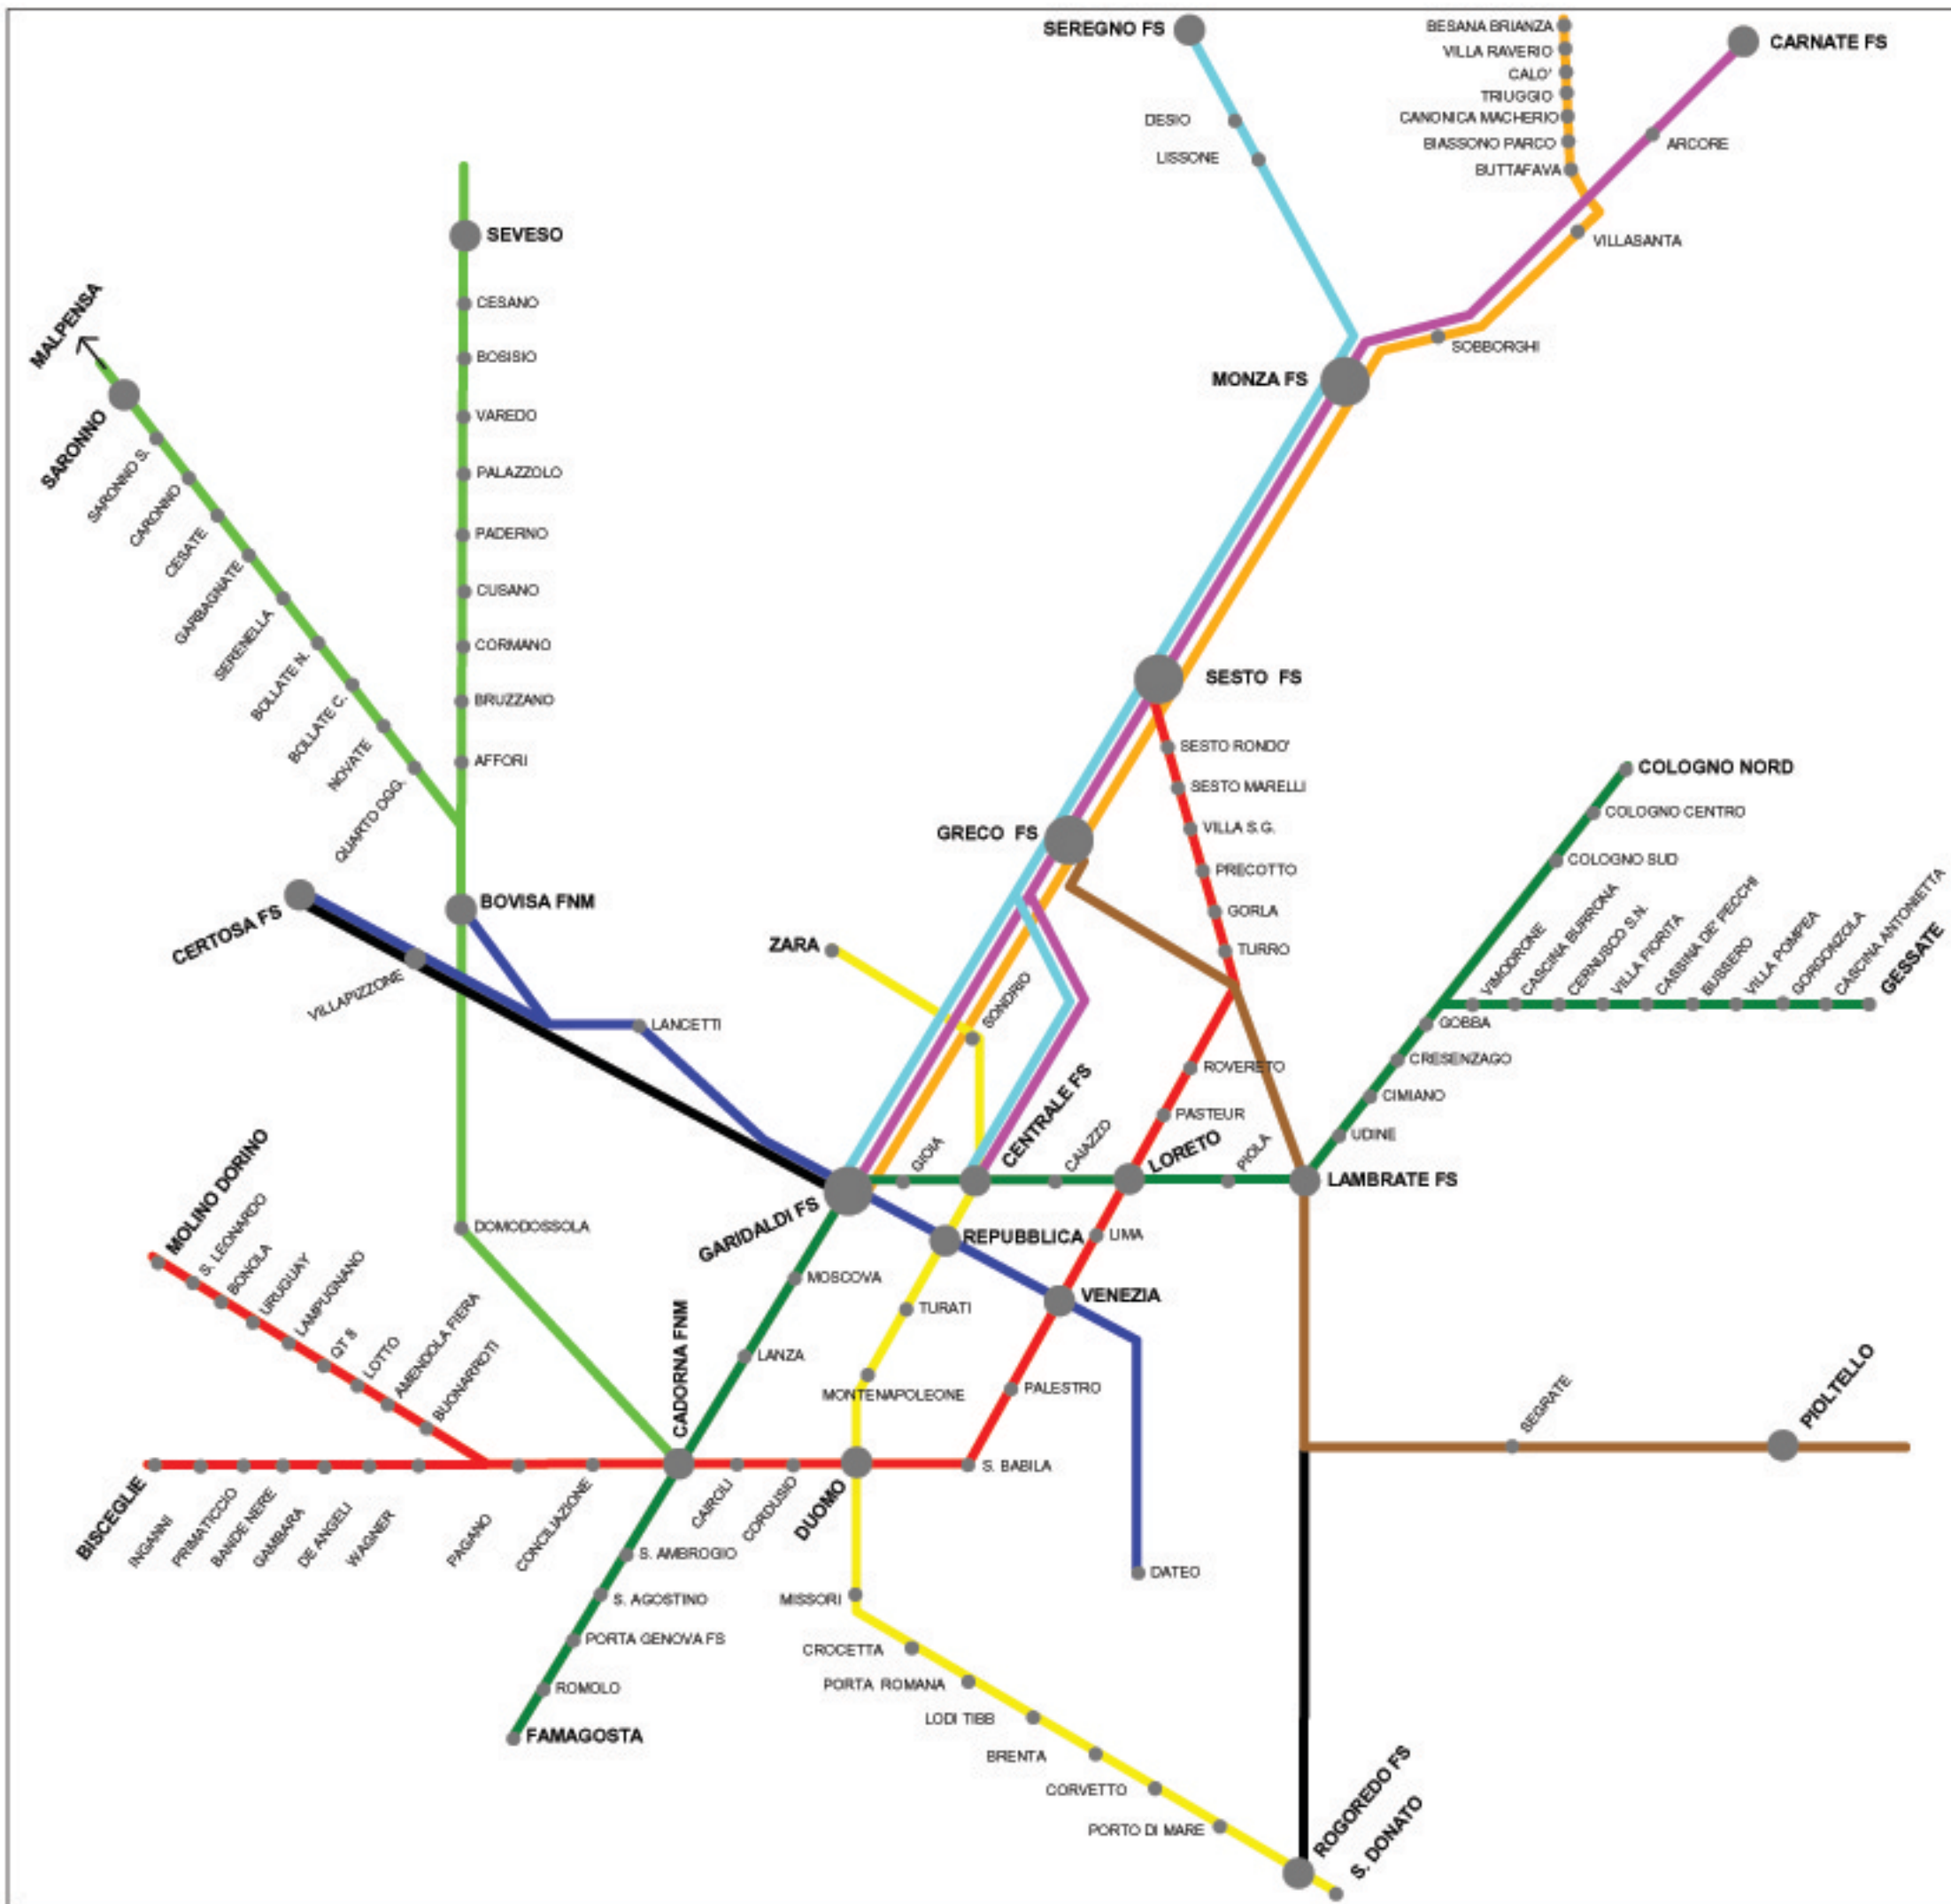 SEREGNO FS
BESANA BRIANZA
VILLA RAVERIO
CALO'
TRIUGGIO
CANONICA MACHERIO
BIASSONO PARCO
BUTTAFAVA
CARNATE FS
ARCORE
DESIO
LISSONE
VILLASANTA
SOBBORGHI
MONZA FS
SEVESO
CESANO
BOSISIO
VAREDO
PALAZZOLO
PADERNO
CUSANO
CORMANO
BRUZZANO
AFFORI
MALPENSA
SARONNO
SARONNO S.
CARONNO
CESATE
GARBAGNATE
SERENELLA
BOLLATE N.
BOLLATE C.
NOVATE
QUARTO OGG.
SESTO FS
SESTO RONDO'
SESTO MARELLI
VILLA S.G.
PRECOTTO
GORLA
TURRO
GRECO FS
COLOGNO NORD
COLOGNO CENTRO
COLOGNO SUD
VIMODRONE
CASCINA BURRONA
CERNUSCO S.N.
VILLA FIORITA
CASSINA DE' PECCHI
BUSSERO
VILLA POMPEA
GORGONZOLA
CASCINA ANTONIETTA
GESSATE
CERTOSA FS
BOVISA FNM
VILLAPIZZONE
LANCETTI
ZARA
SONDRIO
ROVERETO
PASTEUR
GOBBA
CRESENZAGO
CIMIANO
UDINE
GIOIA
CENTRALE FS
CAIAZZO
LORETO
PIOLA
LAMBRATE FS
GARIDALDI FS
REPUBBLICA
LIMA
VENEZIA
DOMODOSSOLA
MOSCOVA
TURATI
LANZA
MONTENAPOLEONE
PALESTRO
MOLINO DORINO
S. LEONARDO
BONOLA
URUGUAY
LAMPUGNANO
QT 8
LOTTO
AMENDOLA FIERA
BUONARROTI
CADORNA FNM
S. BABILA
SEGRATE
PIOLTELLO
BISCEGLIE
INGANNI
PRIMATICCIO
BANDE NERE
GAMBARA
DE ANGELI
WAGNER
PAGANO
CONCILIAZIONE
CAIROLI
CORDUSIO
DUOMO
S. AMBROGIO
S. AGOSTINO
PORTA GENOVA FS
ROMOLO
FAMAGOSTA
DATEO
MISSORI
CROCETTA
PORTA ROMANA
LODI TIBB
BRENTA
CORVETTO
PORTO DI MARE
ROGOREDO FS
S. DONATO